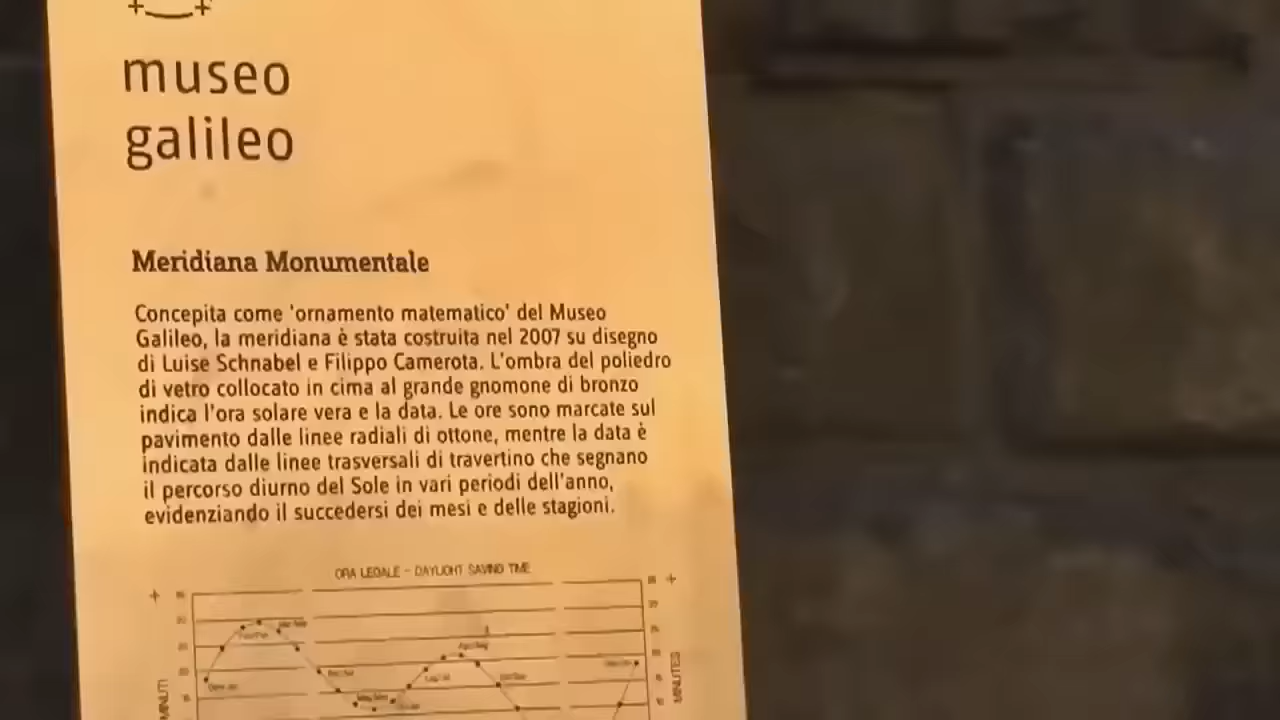 museo
galileo
Meridiana Monumentale
Concepita come 'ornamento matematico' del Museo
Galileo, la meridiana è stata costruita nel 2007 su disegno
di Luise Schnabel e Filippo Camerota. L'ombra del poliedro
di vetro collocato in cima al grande gnomone di bronzo
indica l'ora solare vera e la data. Le ore sono marcate sul
pavimento dalle linee radiali di ottone, mentre la data è
indicata dalle linee trasversali di travertino che segnano
il percorso diurno del Sole in vari periodi dell'anno,
evidenziando il succedersi dei mesi e delle stagioni.
ORA LEGALE - DAYLIGHT SAVING TIME
MINUTI
MINUTES